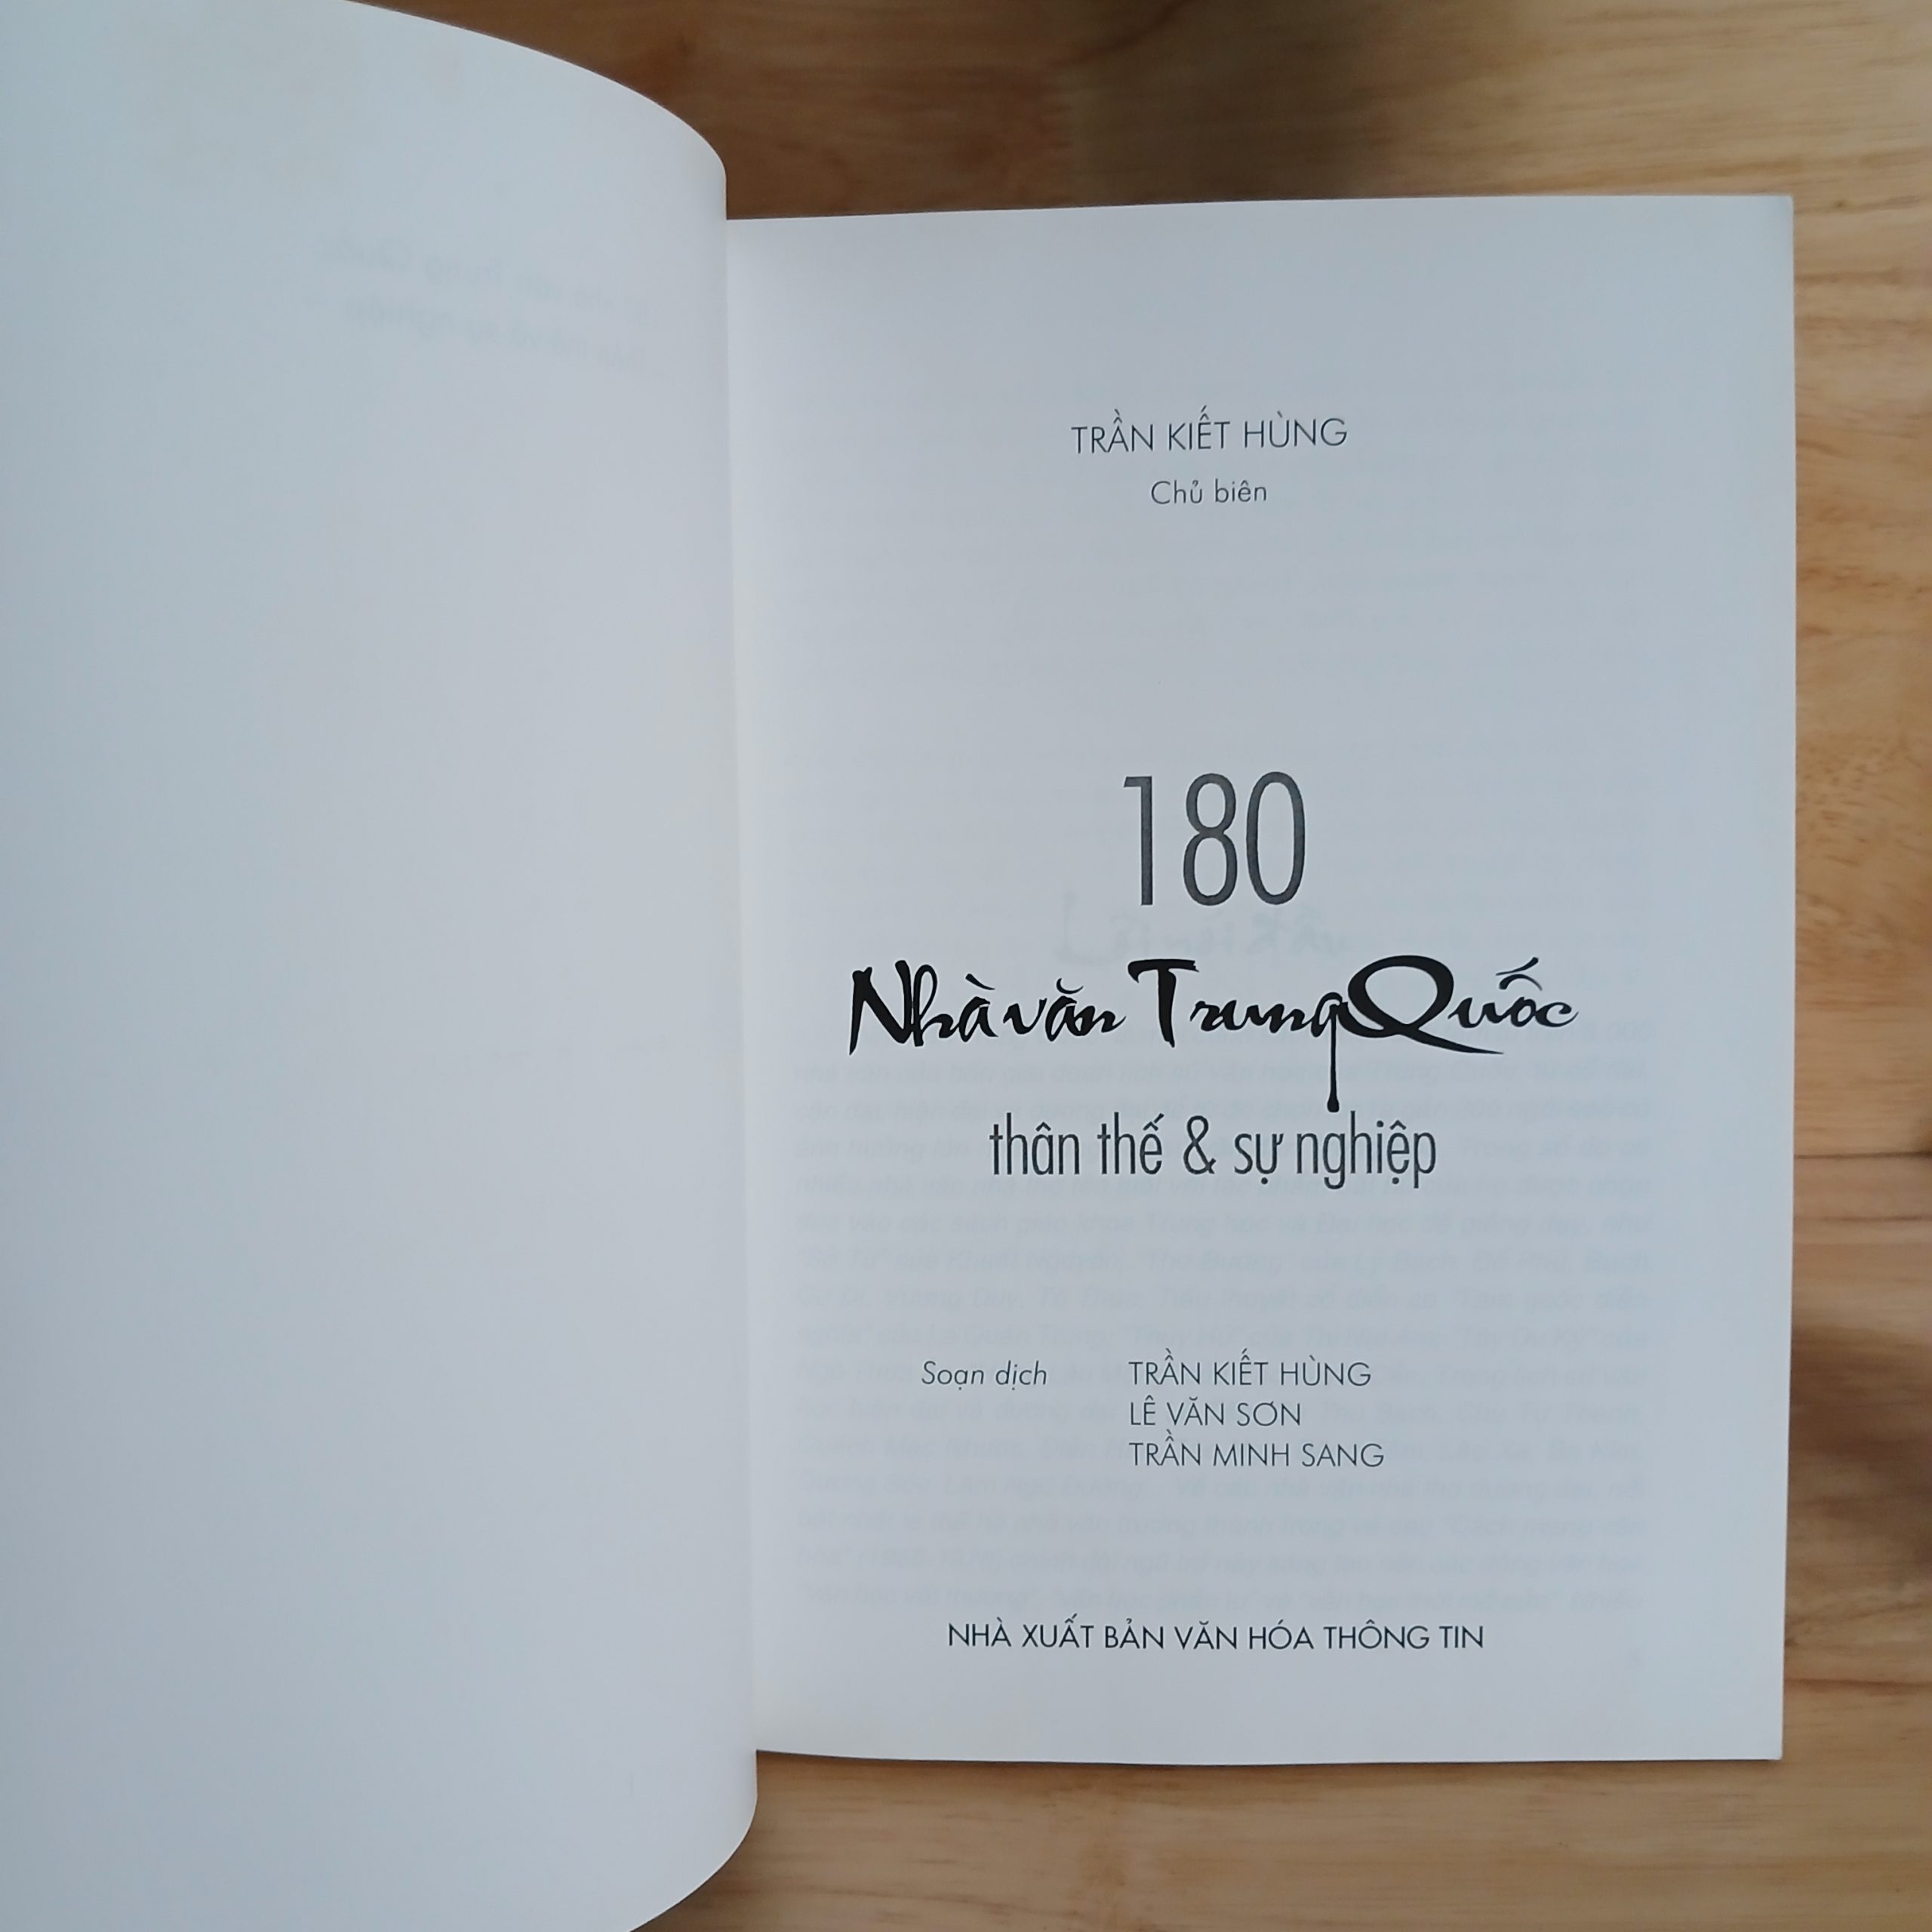 TRẦN KIẾT HÙNG
Chủ biên
180
Nhà văn Trung Quốc
thân thế & sự nghiệp
Soạn dịch TRẦN KIẾT HÙNG
LÊ VĂN SƠN
TRẦN MINH SANG
NHÀ XUẤT BẢN VĂN HÓA THÔNG TIN